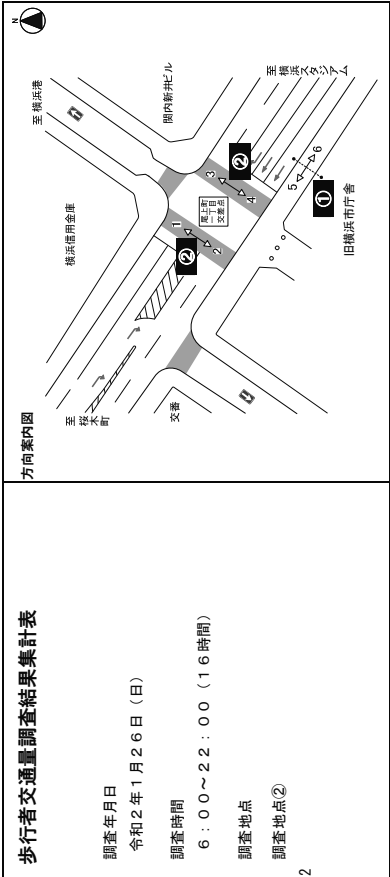 歩行者交通量調査結果集計表
調査年月日
令和２年１月２６日（日）
調査時間
６：００～２２：００（１６時間）
調査地点
調査地点②
2
方向案内図
至桜木町
交番
横浜信用金庫
至横浜港
関内新井ビル
至横浜スタジアム
旧横浜市庁舎
尾上町
一丁目
交差点
②
1
2
②
3
4
①
5
6